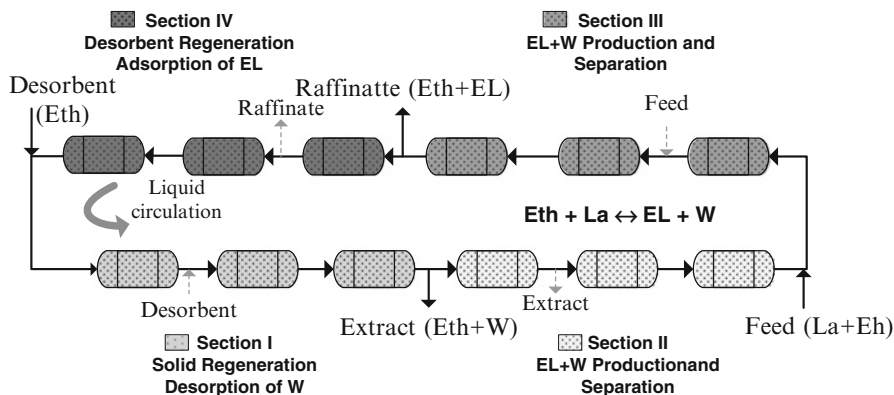 Section IV
Desorbent Regeneration
Adsorption of EL
Section III
EL+W Production and
Separation
Desorbent
(Eth)
Raffinate
Raffinatte (Eth+EL)
Feed
Liquid
circulation
Eth + La ↔ EL + W
Desorbent
Extract (Eth+W)
Extract
Feed (La+Eh)
Section I
Solid Regeneration
Desorption of W
Section II
EL+W Productionand
Separation